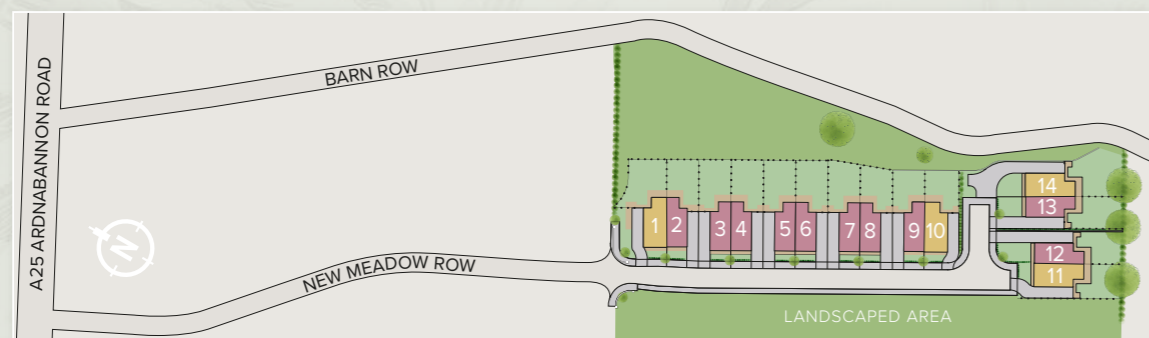 A25 ARDNABANNON ROAD
BARN ROW
N
NEW MEADOW ROW
1 2 3 4 5 6 7 8 9 10
14
13
12
11
LANDSCAPED AREA